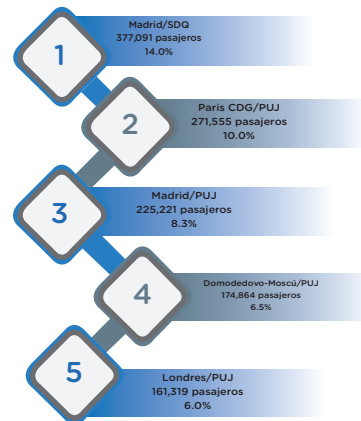 1
Madrid/SDQ
377,091 pasajeros
14.0%
2
Paris CDG/PUJ
271,555 pasajeros
10.0%
3
Madrid/PUJ
225,221 pasajeros
8.3%
4
Domodedovo-Moscú/PUJ
174,864 pasajeros
6.5%
5
Londres/PUJ
161,319 pasajeros
6.0%